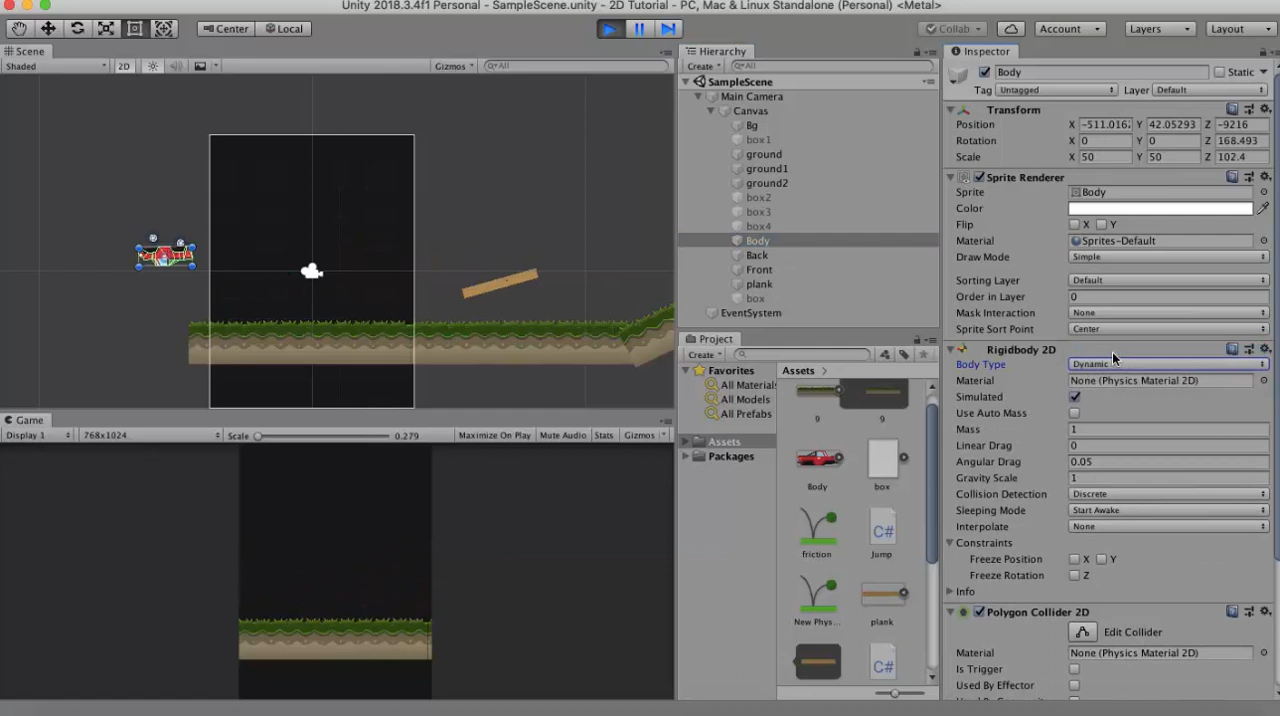 Unity 2018.3.4f1 Personal - SampleScene.unity - 2D Tutorial - PC, Mac & Linux Standalone (Personal) <Metal>
Center Local Collab Account Layers Layout
Scene
Shaded 2D Gizmos All
Hierarchy
Create All
SampleScene
Main Camera
Canvas
Bg
box1
ground
ground1
ground2
box2
box3
box4
Body
Back
Front
plank
box
EventSystem
Game
Display 1 768x1024 Scale 0.279 Maximize On Play Mute Audio Stats Gizmos
Project
Create
Favorites
All Materials
All Models
All Prefabs
Assets
Packages
Assets
9 9
Body box
friction Jump
New Phys... plank
C#
C#
Inspector
Body Static
Tag Untagged Layer Default
Transform
Position X -511.016 Y 42.05293 Z -9216
Rotation X 0 Y 0 Z 168.493
Scale X 50 Y 50 Z 102.4
Sprite Renderer
Sprite Body
Color
Flip X Y
Material Sprites-Default
Draw Mode Simple
Sorting Layer Default
Order in Layer 0
Mask Interaction None
Sprite Sort Point Center
Rigidbody 2D
Body Type Dynamic
Material None (Physics Material 2D)
Simulated
Use Auto Mass
Mass 1
Linear Drag 0
Angular Drag 0.05
Gravity Scale 1
Collision Detection Discrete
Sleeping Mode Start Awake
Interpolate None
Constraints
Freeze Position X Y
Freeze Rotation Z
Info
Polygon Collider 2D
Edit Collider
Material None (Physics Material 2D)
Is Trigger
Used By Effector